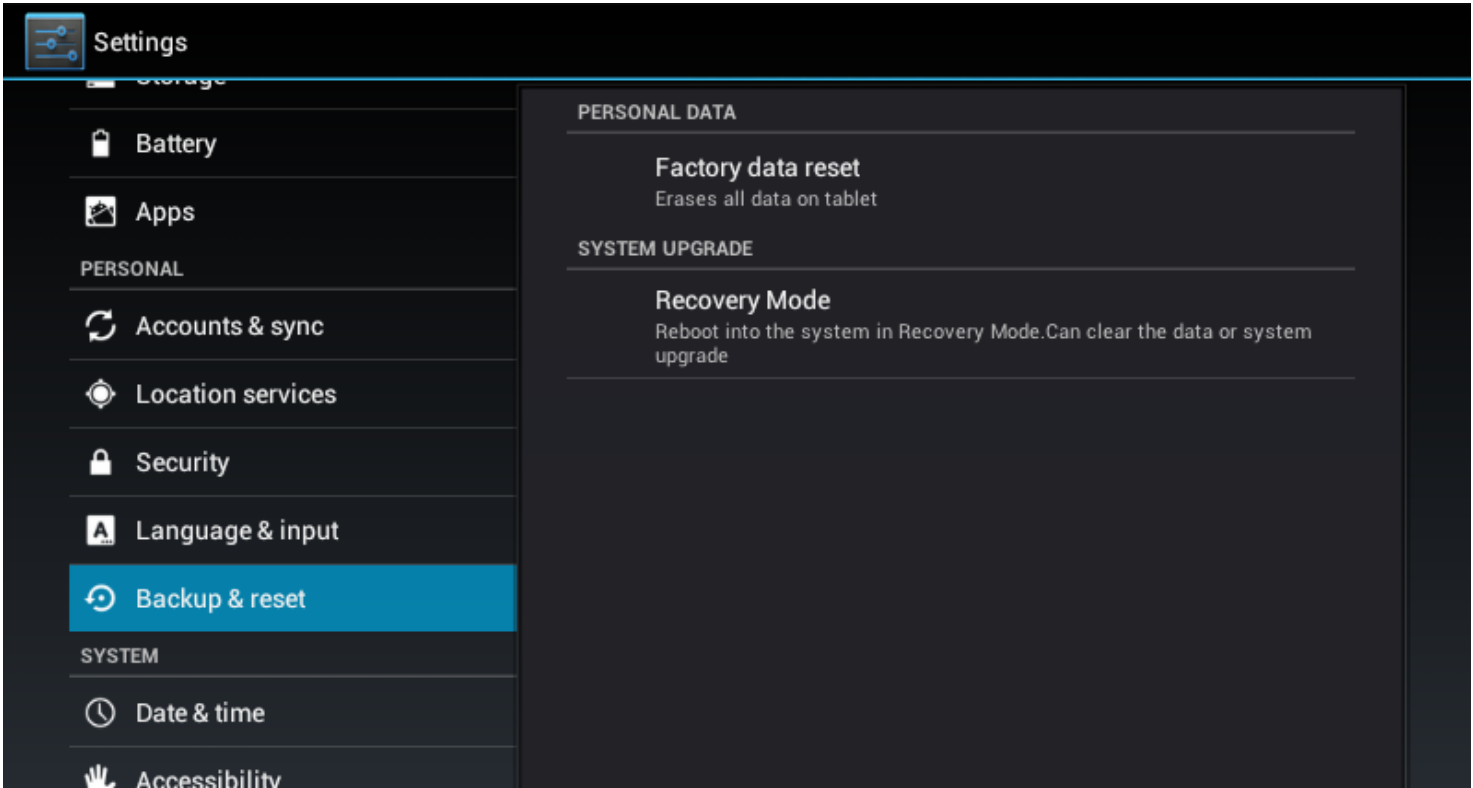 Settings
Storage
Battery
Apps
PERSONAL
Accounts & sync
Location services
Security
Language & input
Backup & reset
SYSTEM
Date & time
Accessibility
PERSONAL DATA
Factory data reset
Erases all data on tablet
SYSTEM UPGRADE
Recovery Mode
Reboot into the system in Recovery Mode.Can clear the data or system
upgrade